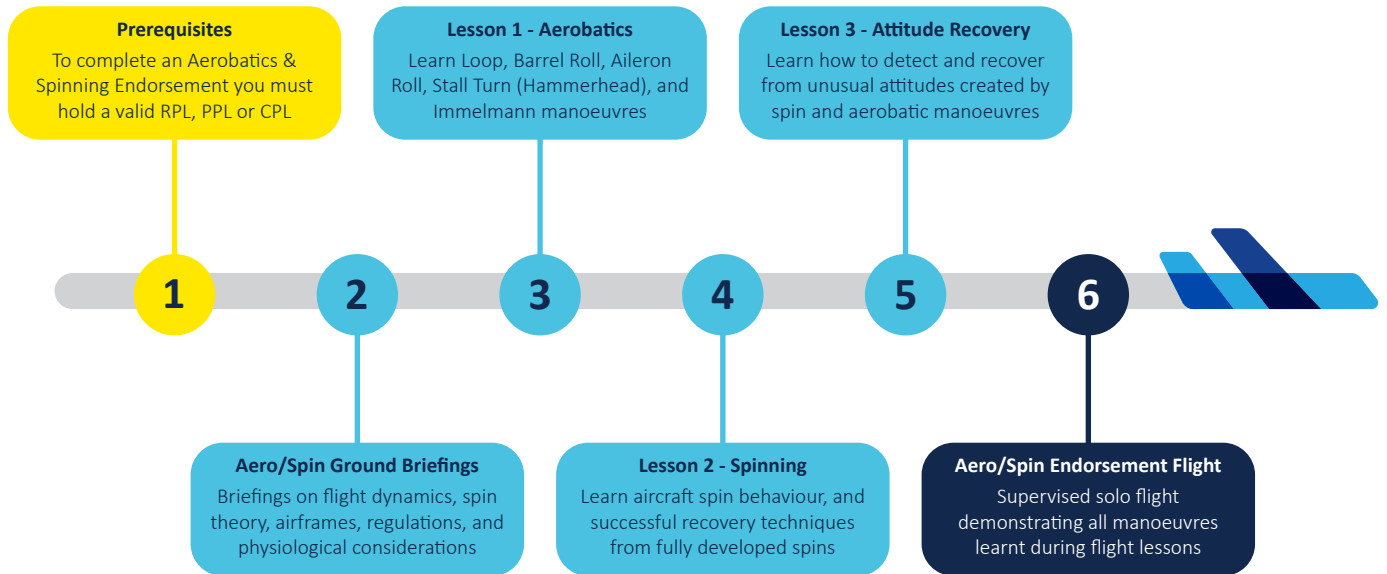 Prerequisites
To complete an Aerobatics &
Spinning Endorsement you must
hold a valid RPL, PPL or CPL
Lesson 1 - Aerobatics
Learn Loop, Barrel Roll, Aileron
Roll, Stall Turn (Hammerhead), and
Immelmann manoeuvres
Lesson 3 - Attitude Recovery
Learn how to detect and recover
from unusual attitudes created by
spin and aerobatic manoeuvres
1
2
3
4
5
6
Aero/Spin Ground Briefings
Briefings on flight dynamics, spin
theory, airframes, regulations, and
physiological considerations
Lesson 2 - Spinning
Learn aircraft spin behaviour, and
successful recovery techniques
from fully developed spins
Aero/Spin Endorsement Flight
Supervised solo flight
demonstrating all manoeuvres
learnt during flight lessons